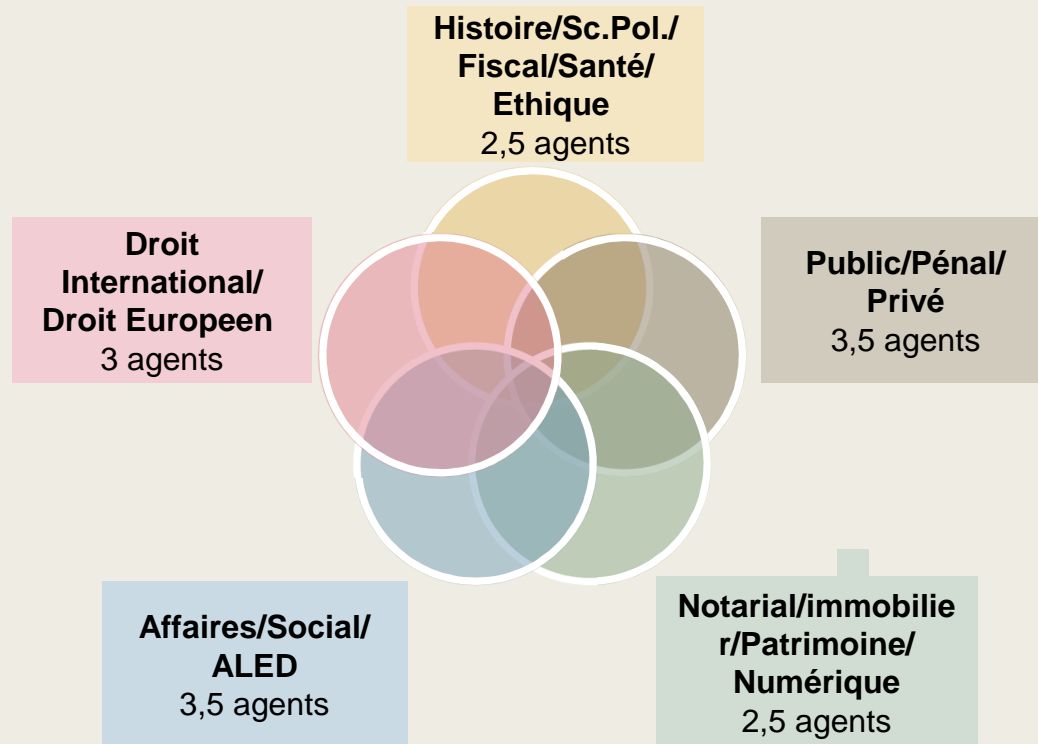 Histoire/Sc.Pol./
Fiscal/Santé/
Ethique
2,5 agents
Droit
International/
Droit Europeen
3 agents
Public/Pénal/
Privé
3,5 agents
Affaires/Social/
ALED
3,5 agents
Notarial/immobilie
r/Patrimoine/
Numérique
2,5 agents